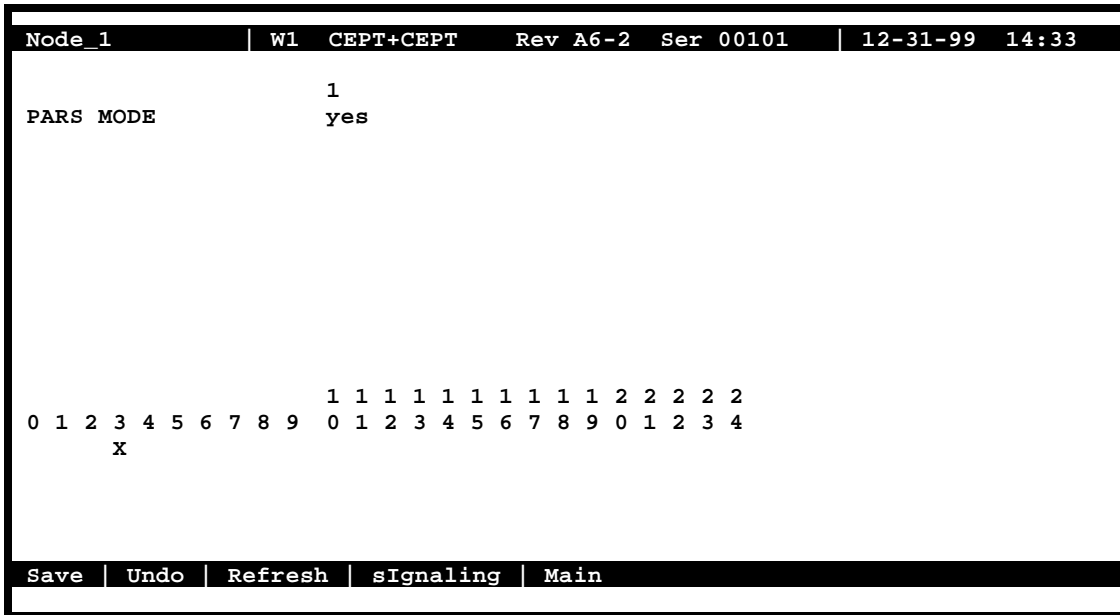 Node_1 | W1 CEPT+CEPT Rev A6-2 Ser 00101 | 12-31-99 14:33
1
PARS MODE yes
1 1 1 1 1 1 1 1 1 1 2 2 2 2 2
0 1 2 3 4 5 6 7 8 9 0 1 2 3 4 5 6 7 8 9 0 1 2 3 4
X
Save | Undo | Refresh | sIgnaling | Main